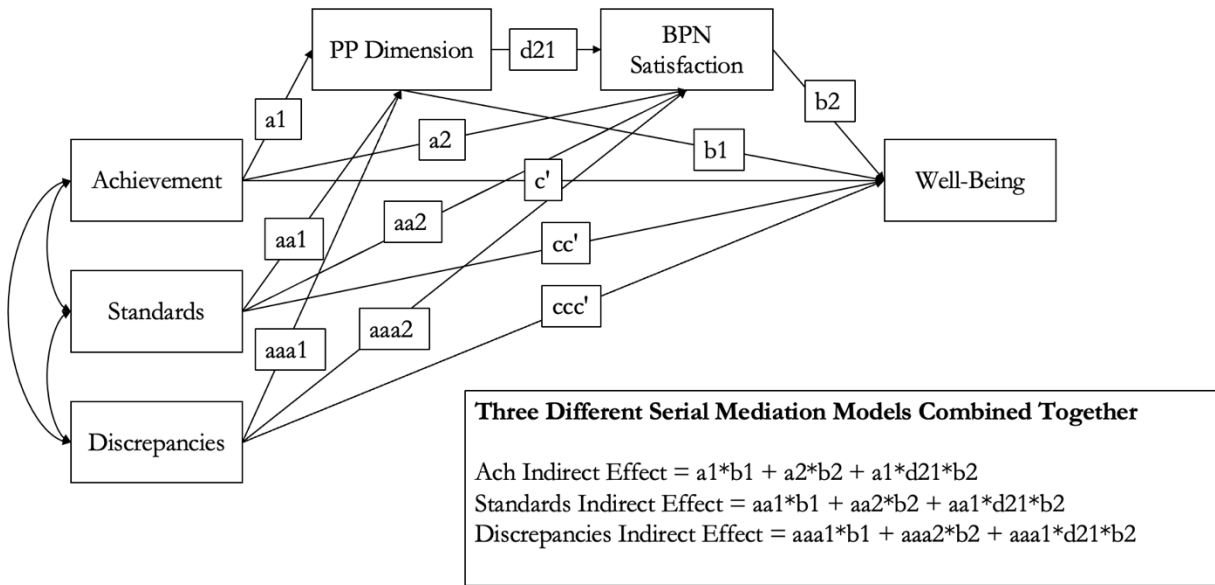 PP Dimension
d21
BPN
Satisfaction
a1
b2
a2
b1
Achievement
c'
Well-Being
aa1
aa2
cc'
Standards
ccc'
aaa1
aaa2
Discrepancies
Three Different Serial Mediation Models Combined Together
Ach Indirect Effect = a1*b1 + a2*b2 + a1*d21*b2
Standards Indirect Effect = aa1*b1 + aa2*b2 + aa1*d21*b2
Discrepancies Indirect Effect = aaa1*b1 + aaa2*b2 + aaa1*d21*b2